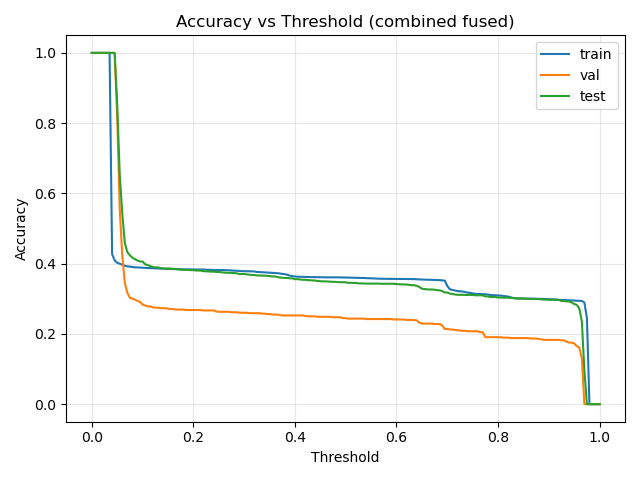 Accuracy vs Threshold (combined fused)
train
val
test
Accuracy
1.0
0.8
0.6
0.4
0.2
0.0
0.0 0.2 0.4 0.6 0.8 1.0
Threshold